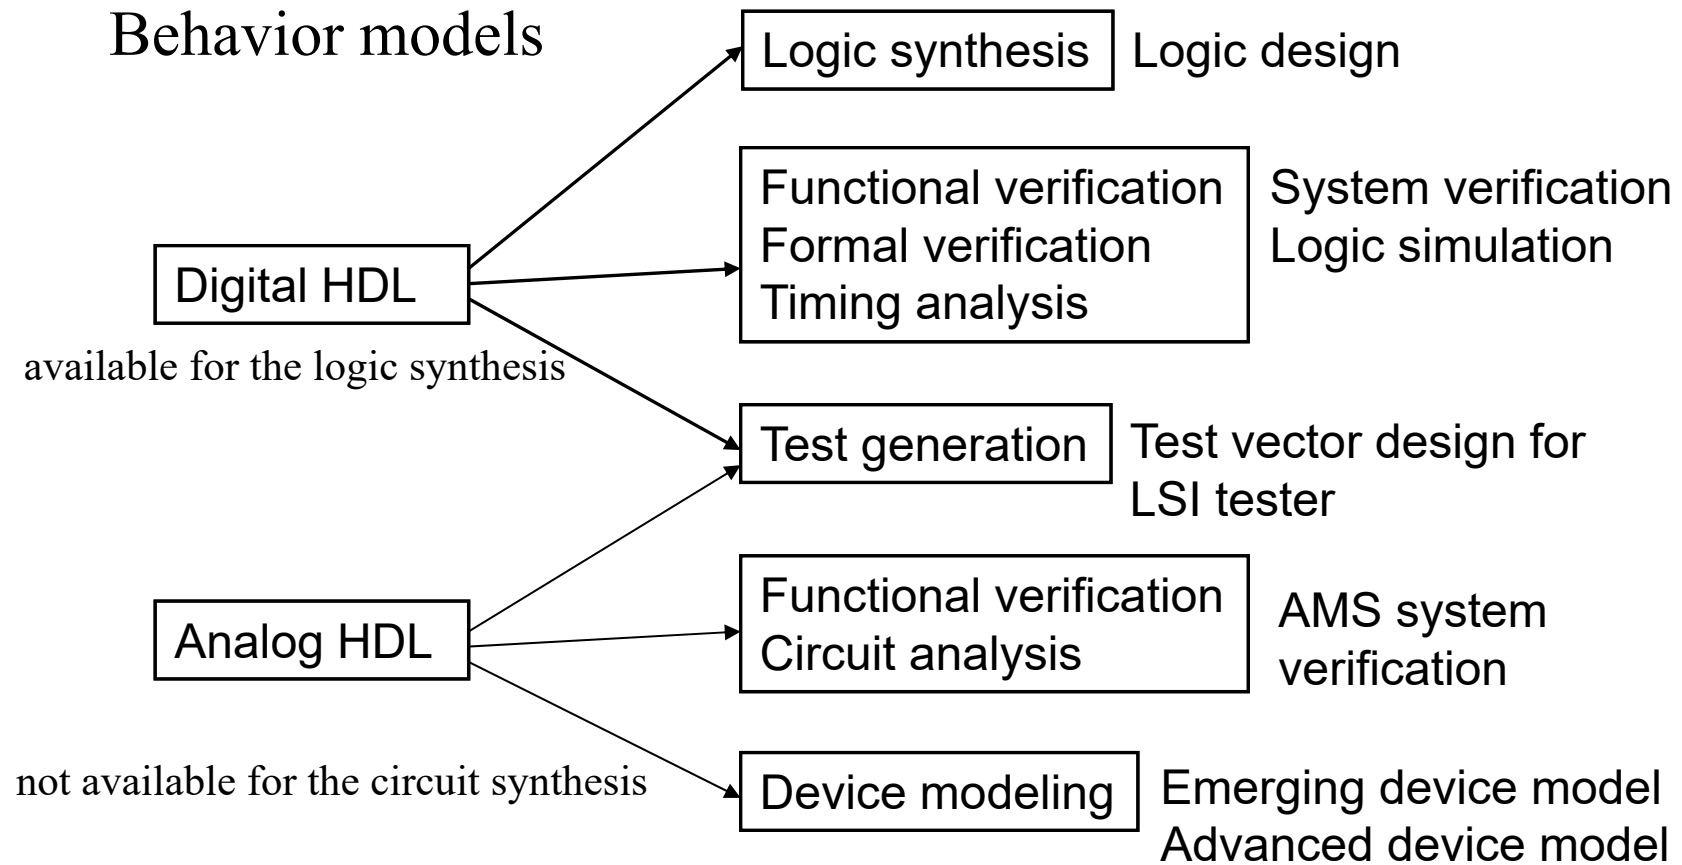 Behavior models
Logic synthesis
Logic design
Functional verification
Formal verification
Timing analysis
System verification
Logic simulation
Digital HDL
available for the logic synthesis
Test generation
Test vector design for
LSI tester
Functional verification
Circuit analysis
AMS system
verification
Analog HDL
not available for the circuit synthesis
Device modeling
Emerging device model
Advanced device model